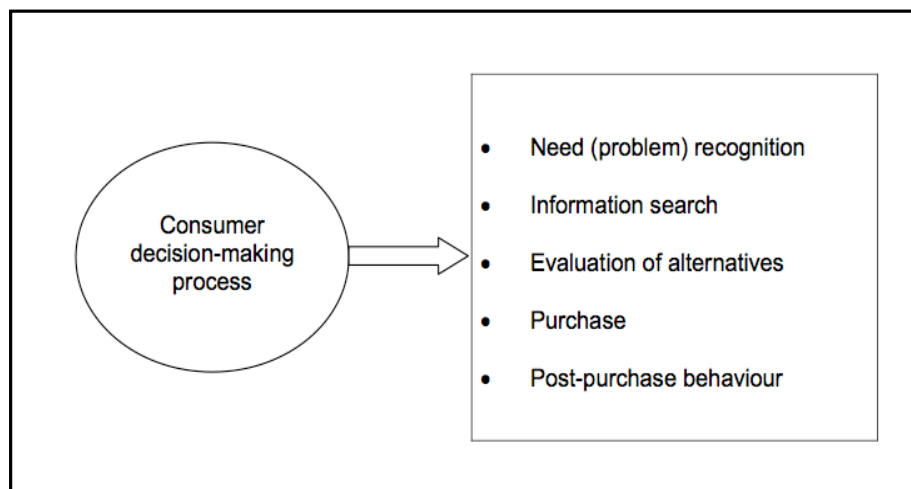 Consumer
decision-making
process
• Need (problem) recognition
• Information search
• Evaluation of alternatives
• Purchase
• Post-purchase behaviour